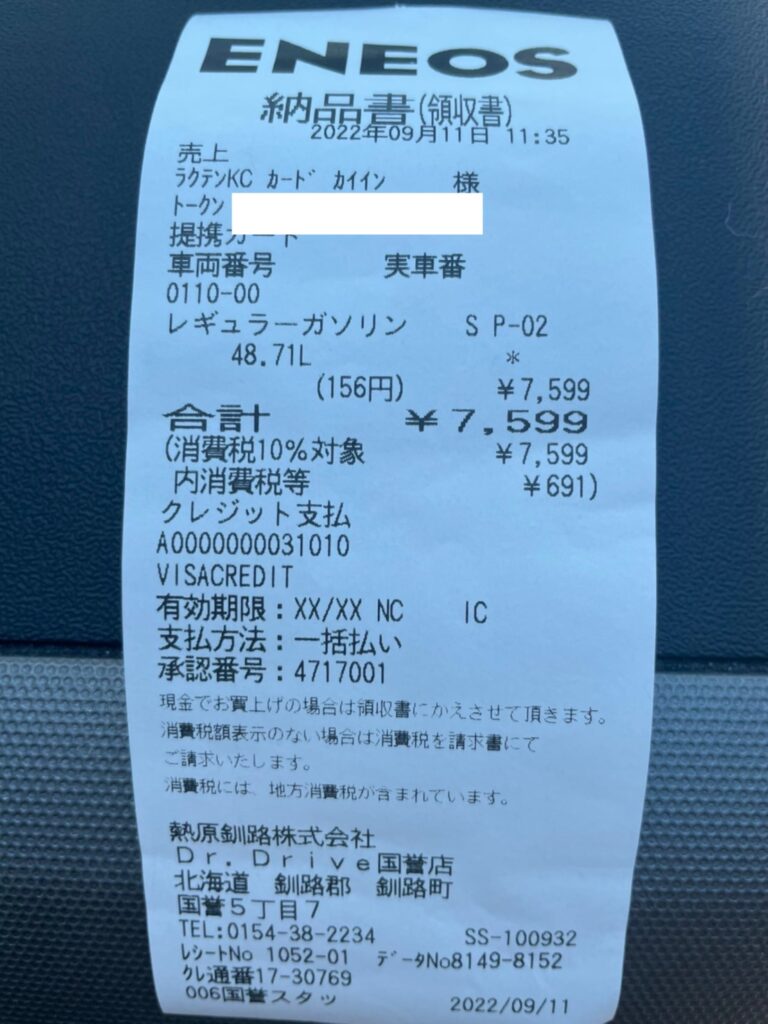 ENEOS
納品書(領収書)
2022年09月11日 11:35
売上
ﾗｸﾃﾝKC ｶｰﾄﾞ ｶｲｲﾝ 様
ﾄｰｸﾝ
提携カード
車両番号 実車番
0110-00
レギュラーガソリン S P-02
48.71L *
(156円) ¥7,599
合計 ¥7,599
(消費税10%対象 ¥7,599
内消費税等 ¥691)
クレジット支払
A0000000031010
VISACREDIT
有効期限:XX/XX NC IC
支払方法:一括払い
承認番号:4717001
現金でお買上げの場合は領収書にかえさせて頂きます。
消費税額表示のない場合は消費税を請求書にて
ご請求いたします。
消費税には、地方消費税が含まれています。
熱原釧路株式会社
Dr.Drive国誉店
北海道 釧路郡 釧路町
国誉5丁目7
TEL:0154-38-2234 SS-100932
ﾚｼｰﾄNo 1052-01 ﾃﾞｰﾀNo8149-8152
ｸﾚ通番17-30769
006国誉スタッ 2022/09/11